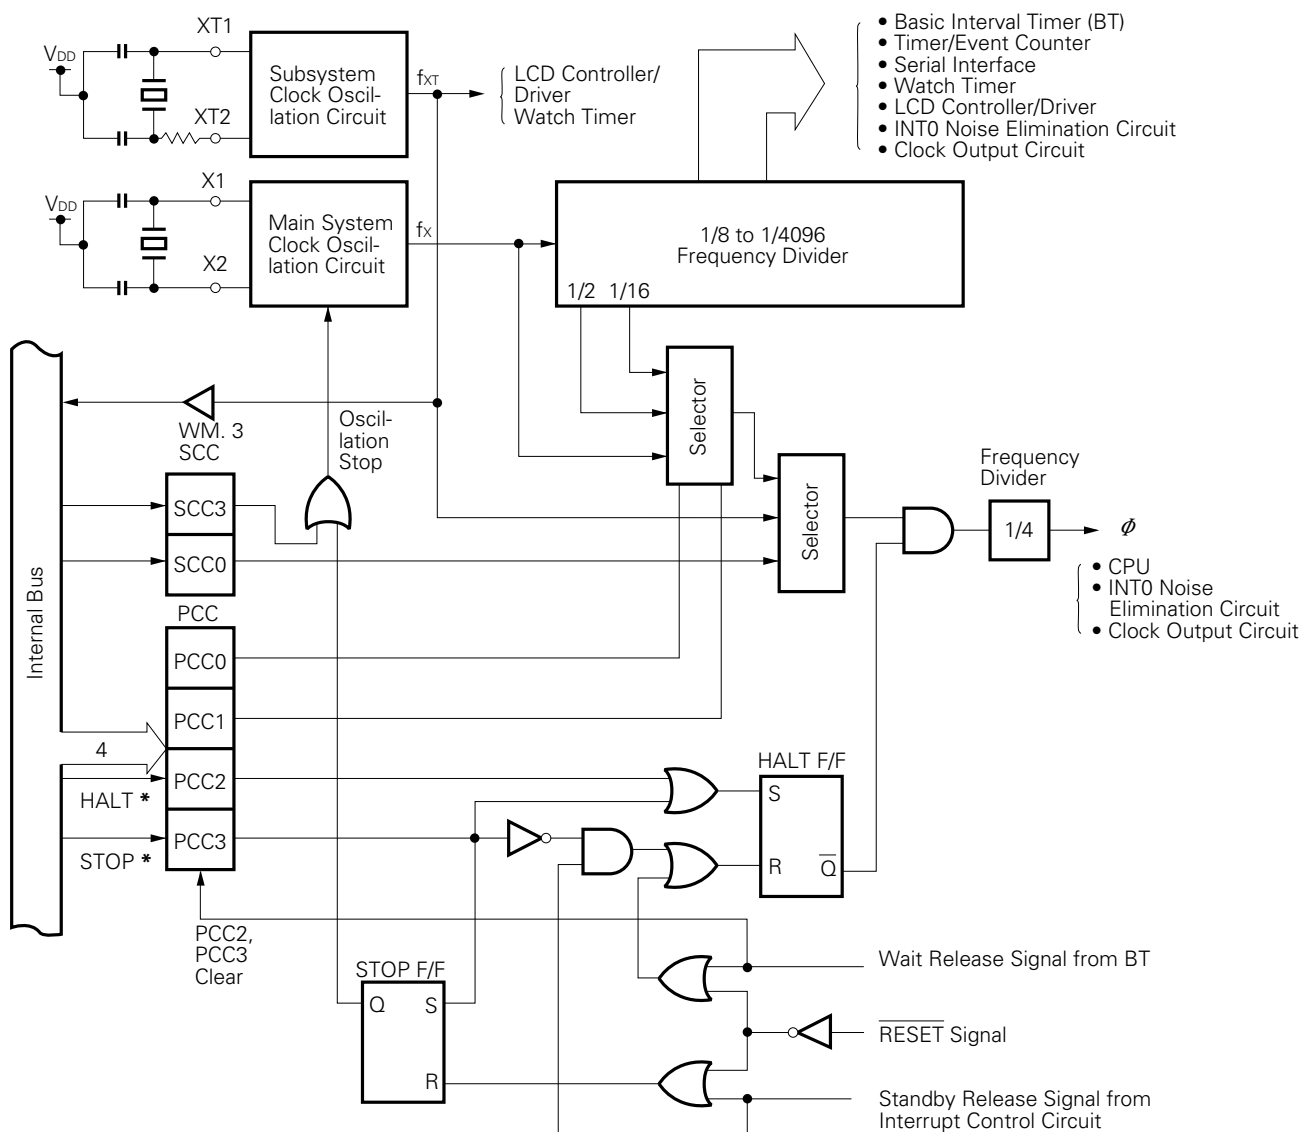 XT1
VDD
Subsystem
Clock Oscil-
lation Circuit
XT2
fXT
LCD Controller/
Driver
Watch Timer
• Basic Interval Timer (BT)
• Timer/Event Counter
• Serial Interface
• Watch Timer
• LCD Controller/Driver
• INT0 Noise Elimination Circuit
• Clock Output Circuit
X1
VDD
Main System
Clock Oscil-
lation Circuit
X2
fX
1/8 to 1/4096
Frequency Divider
1/2 1/16
Selector
WM. 3
SCC
Oscil-
lation
Stop
SCC3
SCC0
Selector
Frequency
Divider
1/4
Φ
• CPU
• INT0 Noise
Elimination Circuit
• Clock Output Circuit
Internal Bus
PCC
PCC0
PCC1
4
PCC2
HALT *
PCC3
STOP *
HALT F/F
S
R
Q̅
PCC2,
PCC3
Clear
STOP F/F
Q
S
R
Wait Release Signal from BT
R̅E̅S̅E̅T̅ Signal
Standby Release Signal from
Interrupt Control Circuit